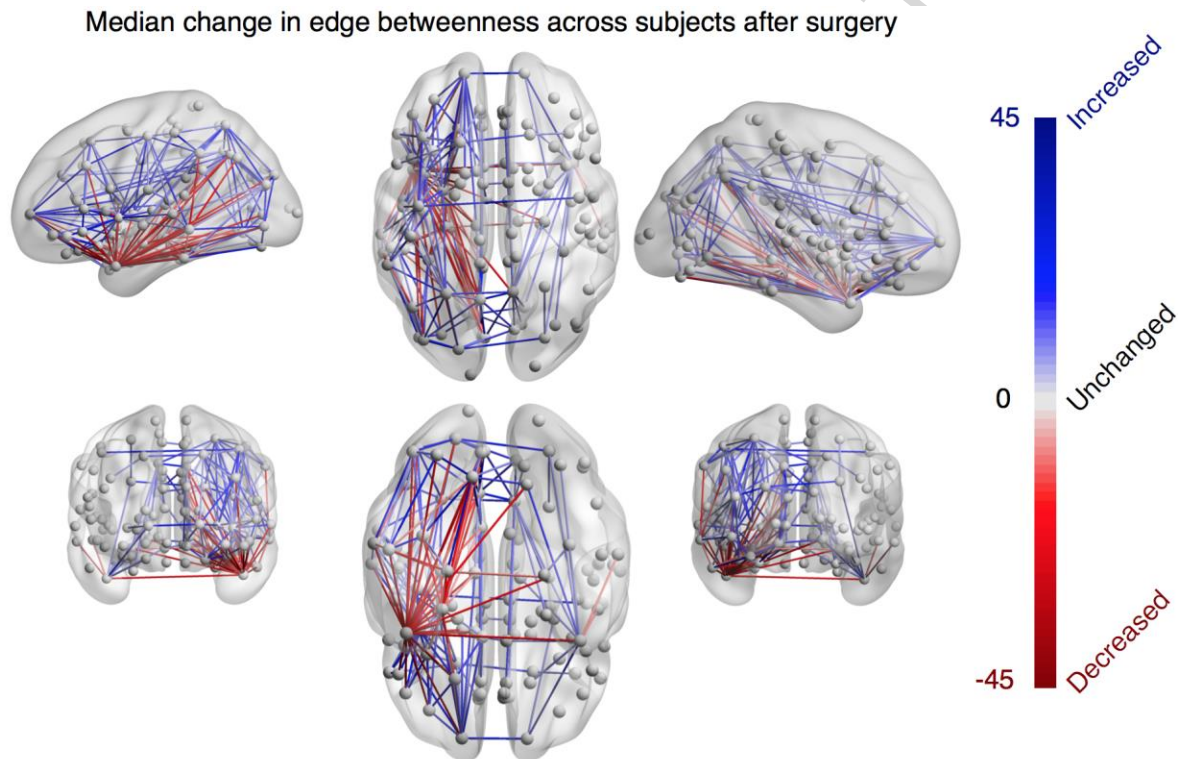 Median change in edge betweenness across subjects after surgery
45
Increased
0
Unchanged
-45
Decreased